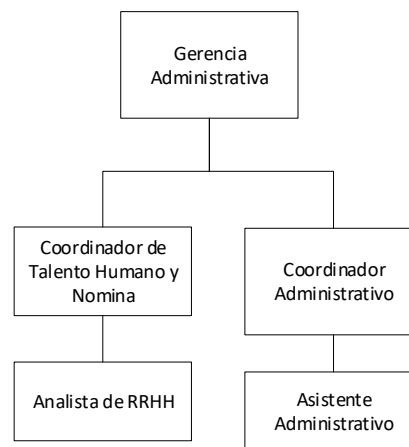 Gerencia
Administrativa
Coordinador de
Talento Humano y
Nomina
Coordinador
Administrativo
Analista de RRHH
Asistente
Administrativo